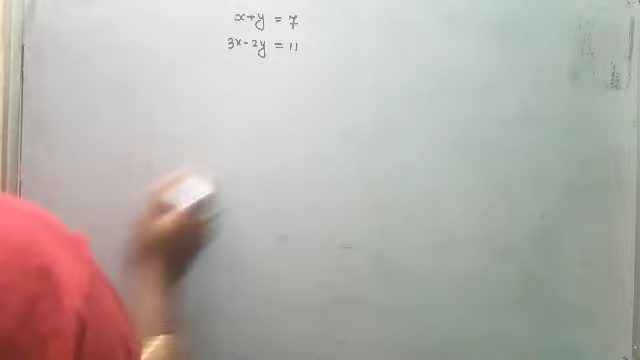 x+y = 7
3x-2y = 11